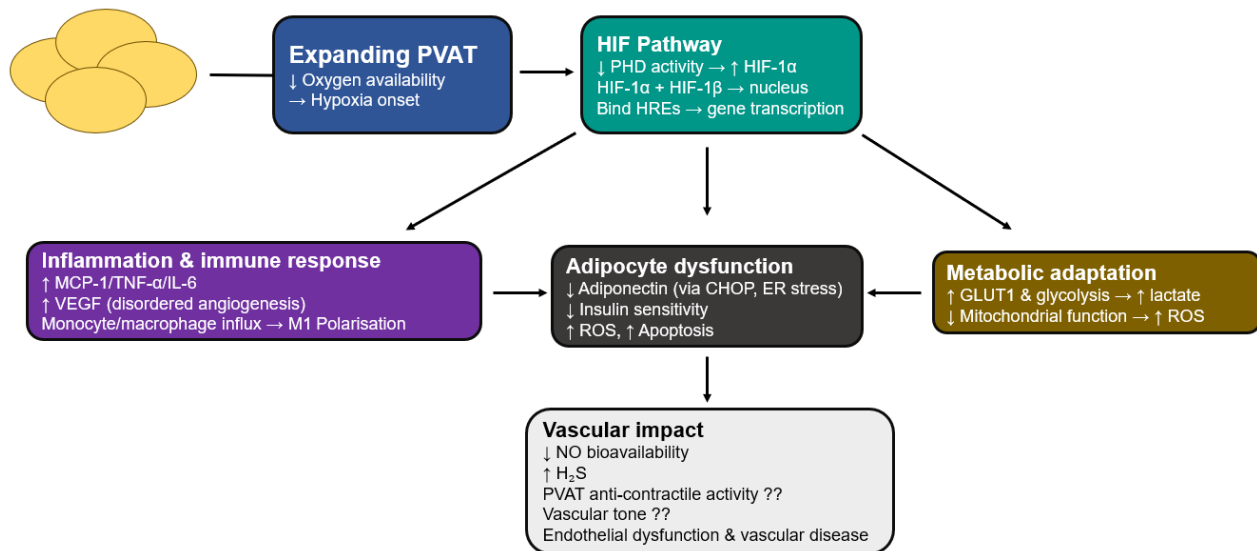 Expanding PVAT
↓ Oxygen availability
→ Hypoxia onset
HIF Pathway
↓ PHD activity → ↑ HIF-1α
HIF-1α + HIF-1β → nucleus
Bind HREs → gene transcription
Inflammation & immune response
↑ MCP-1/TNF-α/IL-6
↑ VEGF (disordered angiogenesis)
Monocyte/macrophage influx → M1 Polarisation
Adipocyte dysfunction
↓ Adiponectin (via CHOP, ER stress)
↓ Insulin sensitivity
↑ ROS, ↑ Apoptosis
Metabolic adaptation
↑ GLUT1 & glycolysis → ↑ lactate
↓ Mitochondrial function → ↑ ROS
Vascular impact
↓ NO bioavailability
↑ H₂S
PVAT anti-contractile activity ??
Vascular tone ??
Endothelial dysfunction & vascular disease